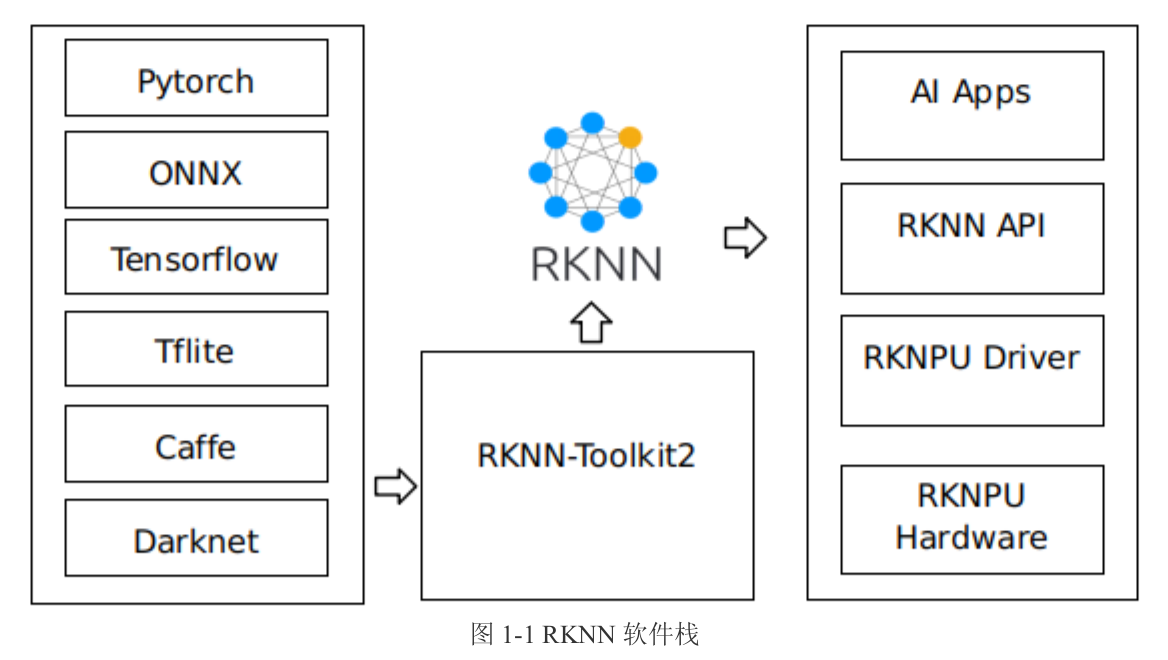 Pytorch
ONNX
Tensorflow
Tflite
Caffe
Darknet
RKNN
RKNN-Toolkit2
AI Apps
RKNN API
RKNPU Driver
RKNPU
Hardware
图 1-1 RKNN 软件栈